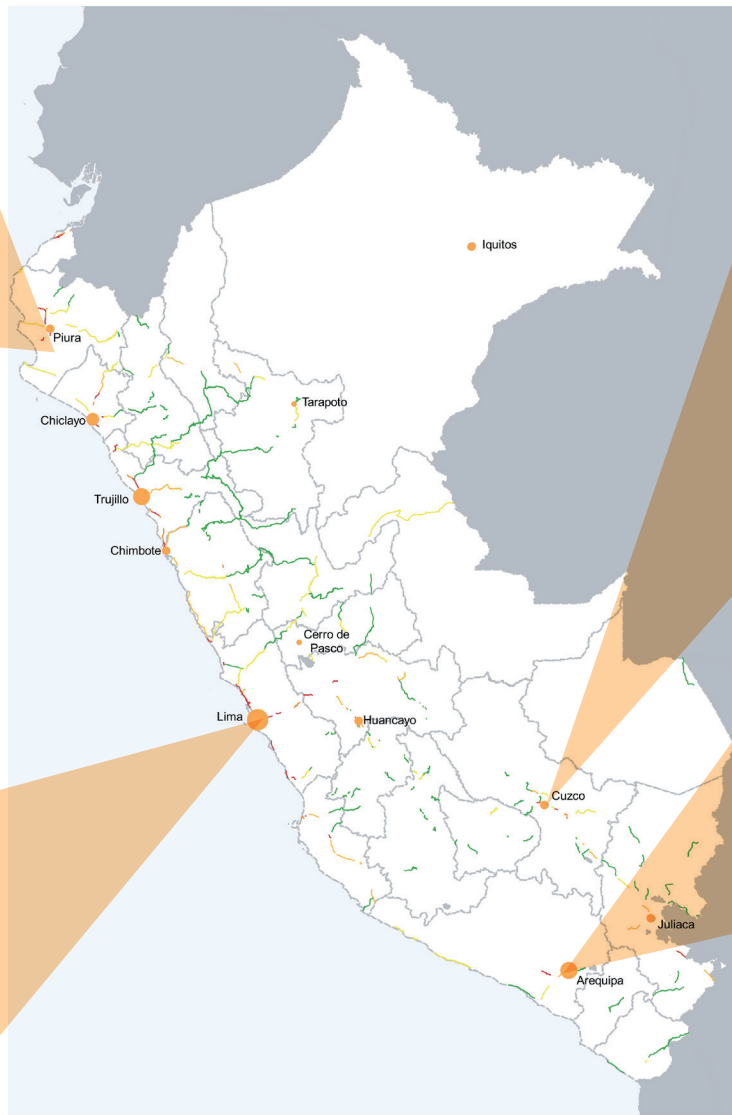 Iquitos
Piura
Tarapoto
Chiclayo
Trujillo
Chimbote
Cerro de
Pasco
Lima
Huancayo
Cuzco
Juliaca
Arequipa